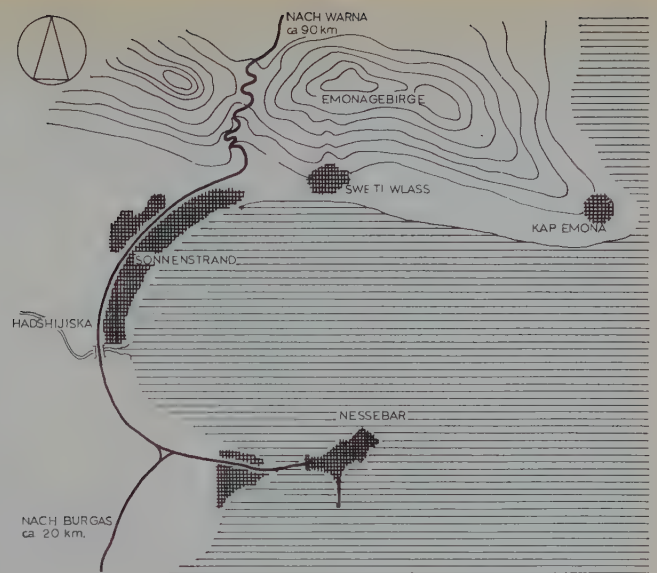 NACH WARNA
ca 90 km
EMONAGEBIRGE
SWETI WLASS
KAP EMONA
SONNENSTRAND
HADSHIJSKA
NESSEBAR
NACH BURGAS
ca 20 km.